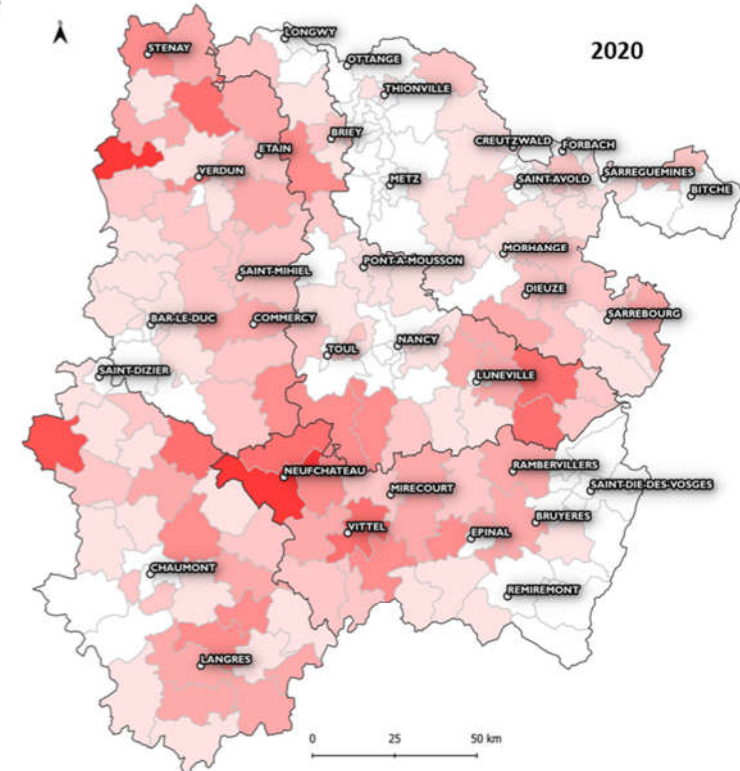 LONGWY
STENAY
2020
OTTANGE
THIONVILLE
BRIEY
CREUTZWALD
FORBACH
ETAIN
VERDUN
METZ
SAINT-AVOLD
SARREGUEMINES
BITCHE
MORHANGE
PONT-A-MOUSSON
SAINT-MIHIEL
DIEUZE
BAR-LE-DUC
COMMERCY
SARREBOURG
NANCY
TOUL
SAINT-DIZIER
LUNEVILLE
NEUFCHATEAU
RAMBERVILLERS
MIRECOURT
SAINT-DIE-DES-VOSGES
BRUYERES
VITTEL
EPINAL
CHAUMONT
REMIREMONT
LANGRES
0 25 50 km